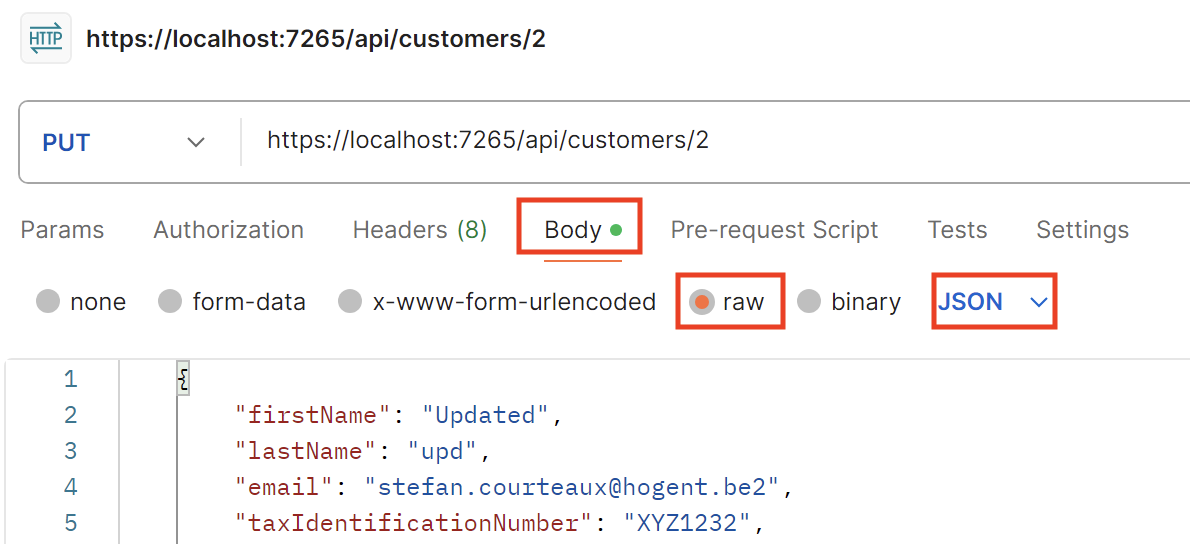 HTTP https://localhost:7265/api/customers/2
PUT https://localhost:7265/api/customers/2
Params Authorization Headers (8) Body Pre-request Script Tests Settings
none form-data x-www-form-urlencoded raw binary JSON
1 {
2 "firstName": "Updated",
3 "lastName": "upd",
4 "email": "stefan.courteaux@hogent.be2",
5 "taxIdentificationNumber": "XYZ1232",